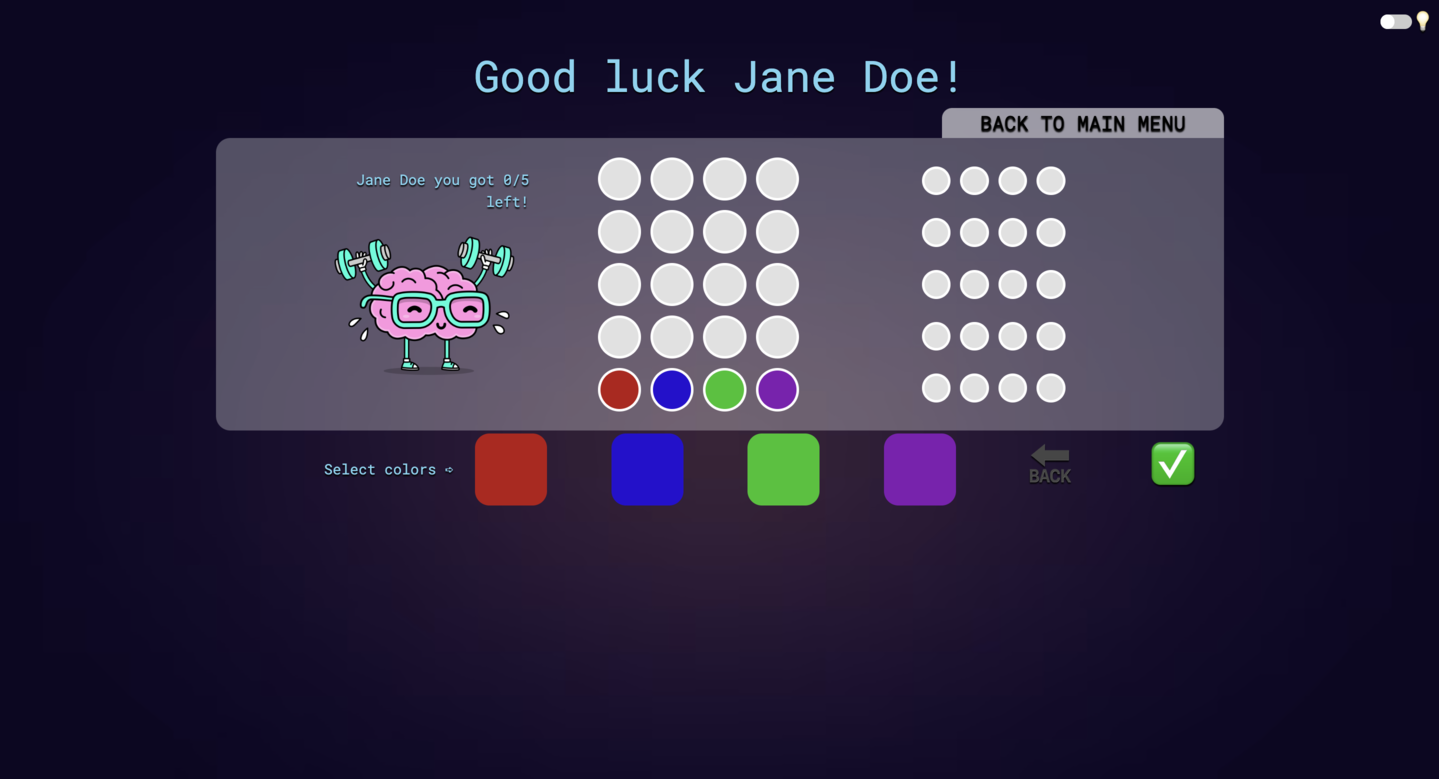 Good luck Jane Doe!
BACK TO MAIN MENU
Jane Doe you got 0/5
left!
Select colors ➪
BACK